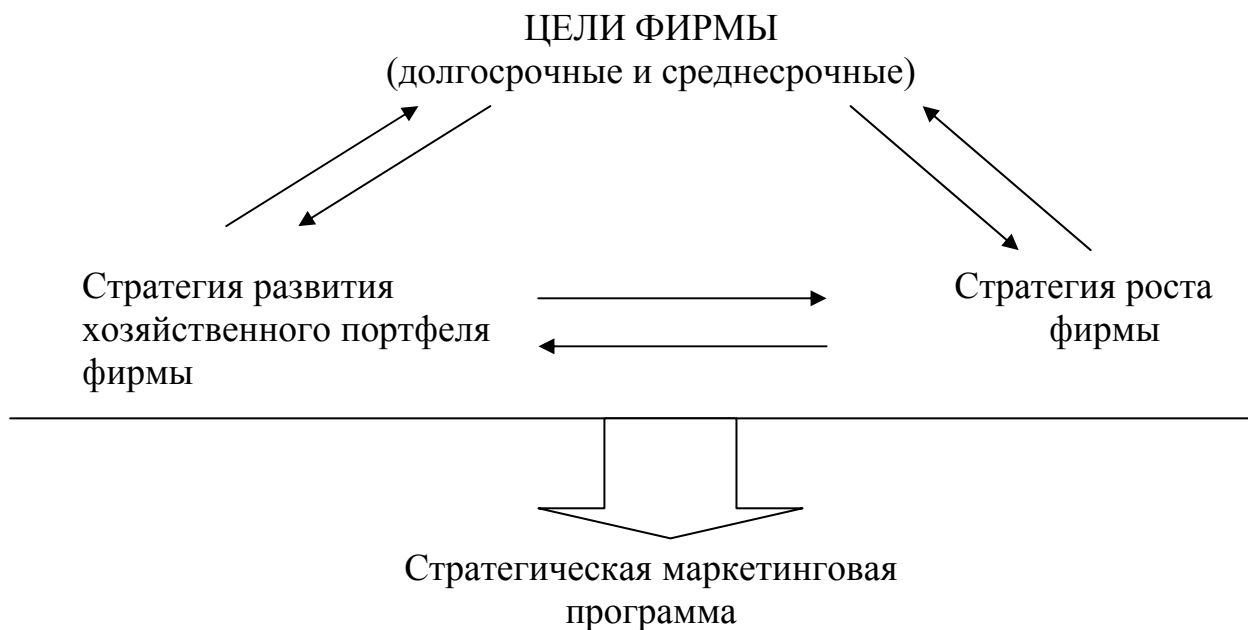 ЦЕЛИ ФИРМЫ
(долгосрочные и среднесрочные)
Стратегия развития
хозяйственного портфеля
фирмы
Стратегия роста
фирмы
Стратегическая маркетинговая
программа